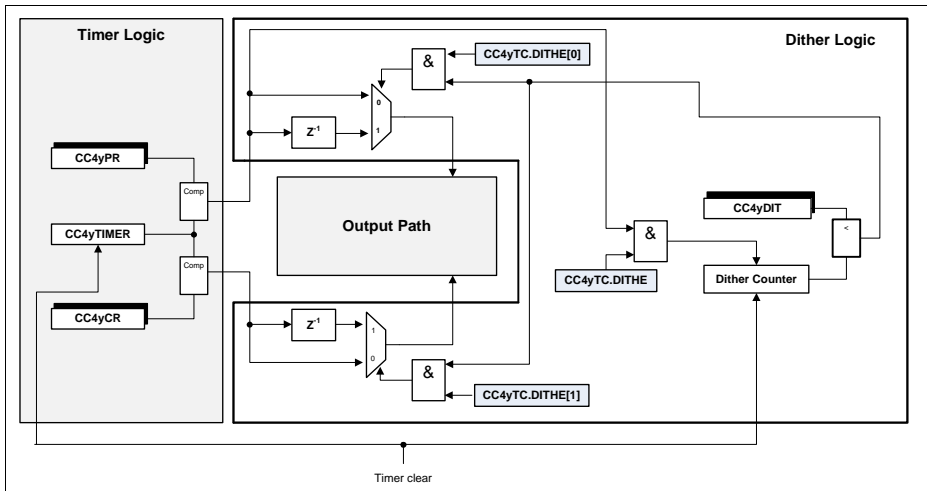 Timer Logic
Dither Logic
CC4yTC.DITHE[0]
&
0
1
Z-1
CC4yPR
Comp
CC4yDIT
Output Path
<
CC4yTIMER
&
Comp
CC4yTC.DITHE
Dither Counter
CC4yCR
Z-1
1
0
&
CC4yTC.DITHE[1]
Timer clear